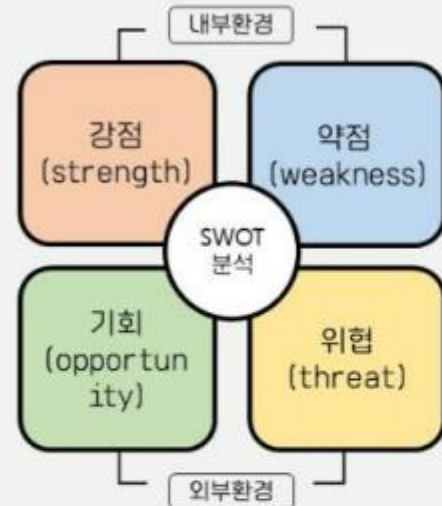 내부환경
강점
(strength)
약점
(weakness)
SWOT
분석
기회
(opportun
ity)
위협
(threat)
외부환경